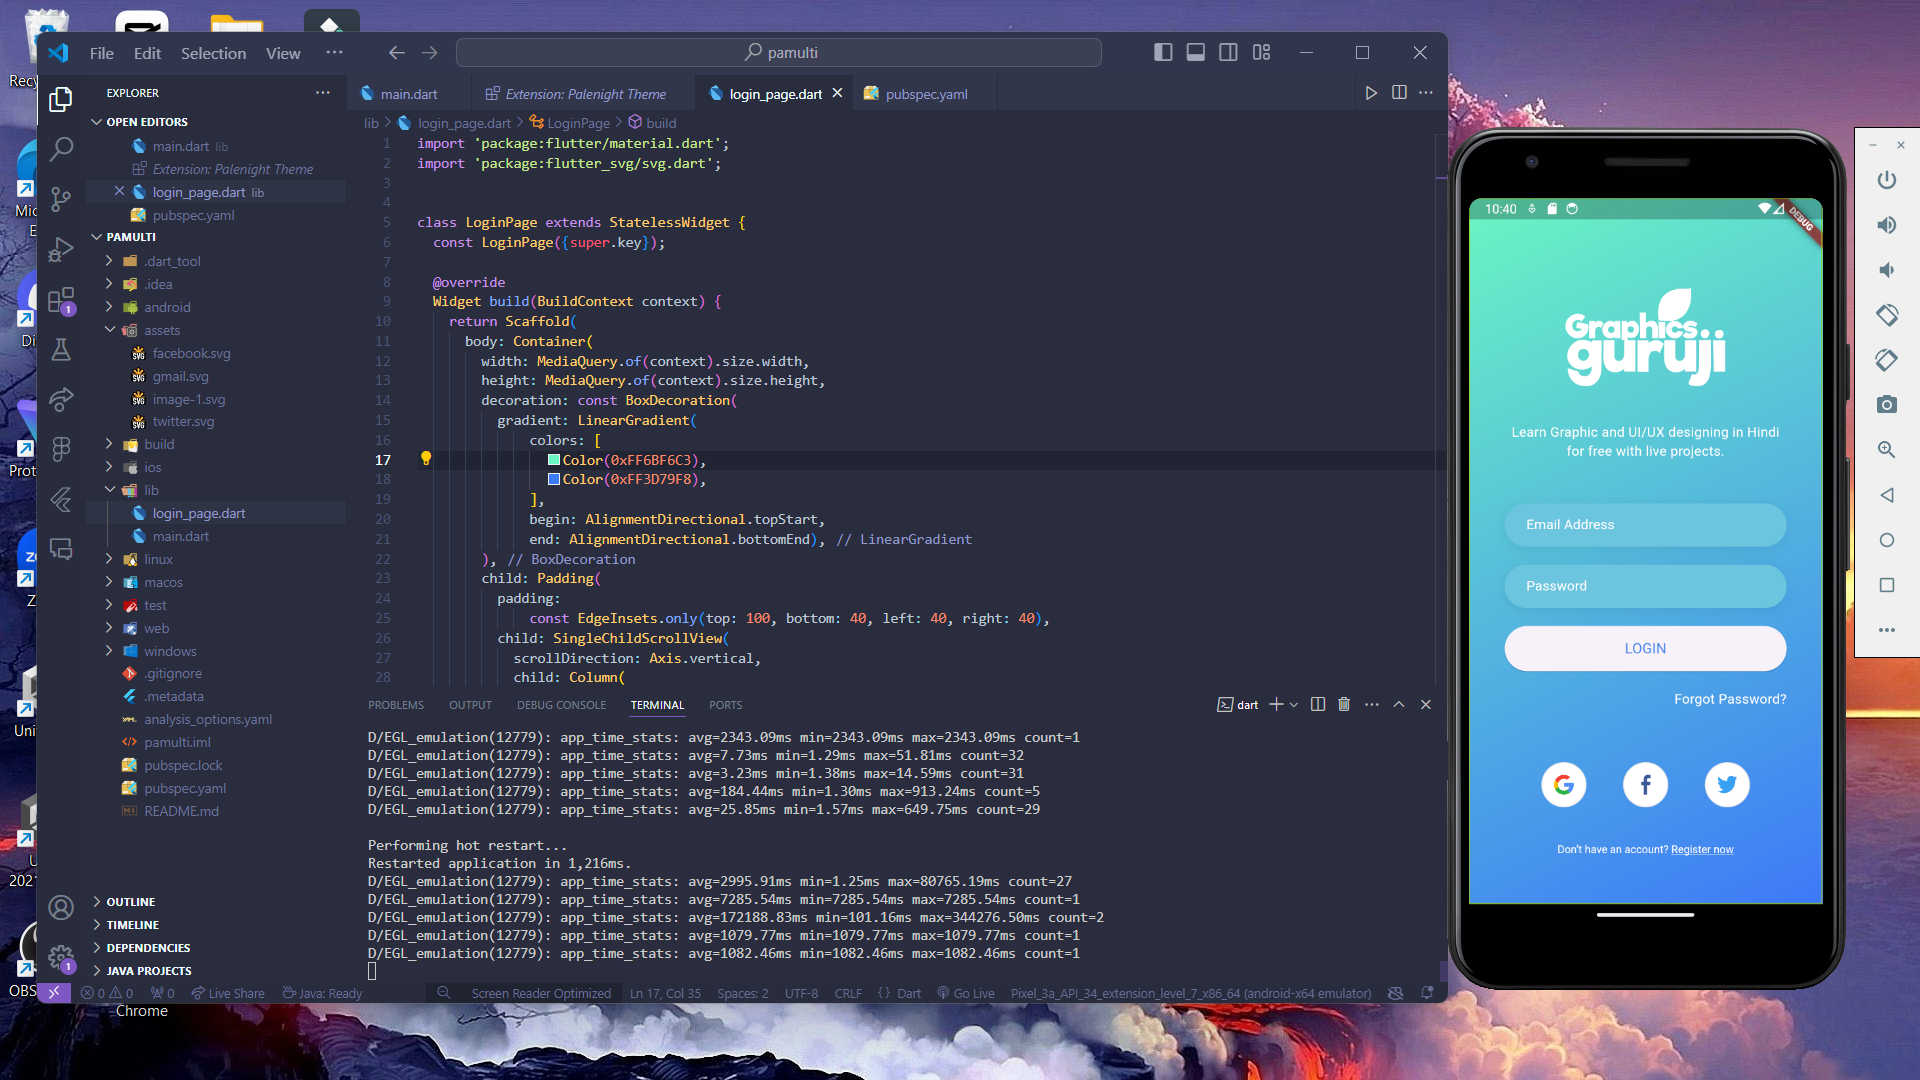 File Edit Selection View ···
pamulti
EXPLORER
main.dart
Extension: Palenight Theme
login_page.dart
pubspec.yaml
OPEN EDITORS
main.dart lib
Extension: Palenight Theme
login_page.dart lib
pubspec.yaml
PAMULTI
.dart_tool
.idea
android
assets
facebook.svg
gmail.svg
image-1.svg
twitter.svg
build
ios
lib
login_page.dart
main.dart
linux
macos
test
web
windows
.gitignore
.metadata
analysis_options.yaml
pamulti.iml
pubspec.lock
pubspec.yaml
README.md
OUTLINE
TIMELINE
DEPENDENCIES
JAVA PROJECTS
lib > login_page.dart > LoginPage > build
1 import 'package:flutter/material.dart';
2 import 'package:flutter_svg/svg.dart';
3
4
5 class LoginPage extends StatelessWidget {
6 const LoginPage({super.key});
7
8 @override
9 Widget build(BuildContext context) {
10 return Scaffold(
11 body: Container(
12 width: MediaQuery.of(context).size.width,
13 height: MediaQuery.of(context).size.height,
14 decoration: const BoxDecoration(
15 gradient: LinearGradient(
16 colors: [
17 Color(0xFF6BF6C3),
18 Color(0xFF3D79F8),
19 ],
20 begin: AlignmentDirectional.topStart,
21 end: AlignmentDirectional.bottomEnd), // LinearGradient
22 ), // BoxDecoration
23 child: Padding(
24 padding:
25 const EdgeInsets.only(top: 100, bottom: 40, left: 40, right: 40),
26 child: SingleChildScrollView(
27 scrollDirection: Axis.vertical,
28 child: Column(
PROBLEMS OUTPUT DEBUG CONSOLE TERMINAL PORTS
dart
D/EGL_emulation(12779): app_time_stats: avg=2343.09ms min=2343.09ms max=2343.09ms count=1
D/EGL_emulation(12779): app_time_stats: avg=7.73ms min=1.29ms max=51.81ms count=32
D/EGL_emulation(12779): app_time_stats: avg=3.23ms min=1.38ms max=14.59ms count=31
D/EGL_emulation(12779): app_time_stats: avg=184.44ms min=1.30ms max=913.24ms count=5
D/EGL_emulation(12779): app_time_stats: avg=25.85ms min=1.57ms max=649.75ms count=29
Performing hot restart...
Restarted application in 1,216ms.
D/EGL_emulation(12779): app_time_stats: avg=2995.91ms min=1.25ms max=80765.19ms count=27
D/EGL_emulation(12779): app_time_stats: avg=7285.54ms min=7285.54ms max=7285.54ms count=1
D/EGL_emulation(12779): app_time_stats: avg=172188.83ms min=101.16ms max=344276.50ms count=2
D/EGL_emulation(12779): app_time_stats: avg=1079.77ms min=1079.77ms max=1079.77ms count=1
D/EGL_emulation(12779): app_time_stats: avg=1082.46ms min=1082.46ms max=1082.46ms count=1
0 0 0 Live Share Java: Ready Screen Reader Optimized Ln 17, Col 35 Spaces: 2 UTF-8 CRLF {} Dart Go Live Pixel_3a_API_34_extension_level_7_x86_64 (android-x64 emulator)
Chrome
10:40
DEBUG
Graphics
guruji
Learn Graphic and UI/UX designing in Hindi
for free with live projects.
Email Address
Password
LOGIN
Forgot Password?
Don't have an account? Register now